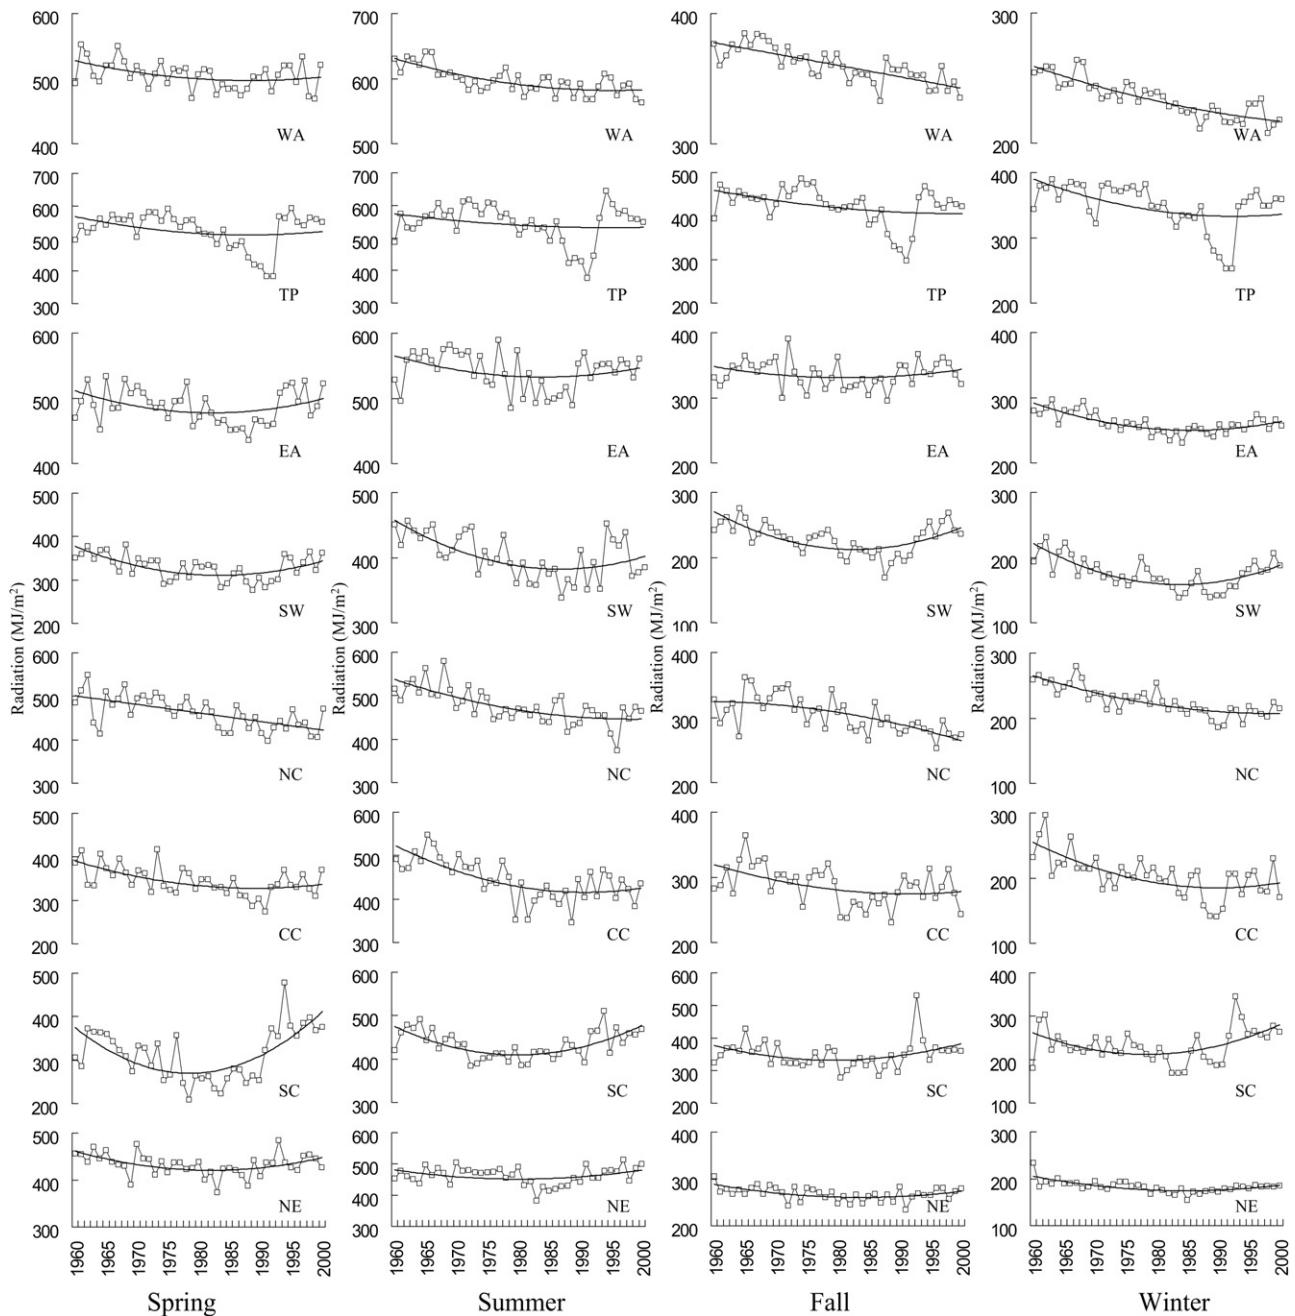 600 700 400 300
500 600
400 WA 500 WA 300 WA 200 WA
700 700 500 400
600 600 400
500 500 300
400 400 300
300 TP 300 TP 200 TP 200 TP
600 600 400 400
500 500 300 300
400 EA 400 EA 200 EA 200 EA
500 500 300 300
400 400 200 200
300
200 SW 300 SW 100 SW 100 SW
Radiation (MJ/m²) Radiation (MJ/m²) Radiation (MJ/m²) Radiation (MJ/m²)
600 600 400 300
500 500 300 200
400 400
300 NC 300 NC 200 NC 100 NC
500 600 400 300
400 500 300 200
300 400
200 CC 300 CC 200 CC 100 CC
500 600 600 400
400 500 500 300
300 400 400 200
200 SC 300 SC 300 SC 200 SC 100
500 600 400 300
400 500 300 200
400
300 NE 300 NE 200 NE 100 NE
1960 1965 1970 1975 1980 1985 1990 1995 2000 1960 1965 1970 1975 1980 1985 1990 1995 2000 1960 1965 1970 1975 1980 1985 1990 1995 2000 1960 1965 1970 1975 1980 1985 1990 1995 2000
Spring Summer Fall Winter